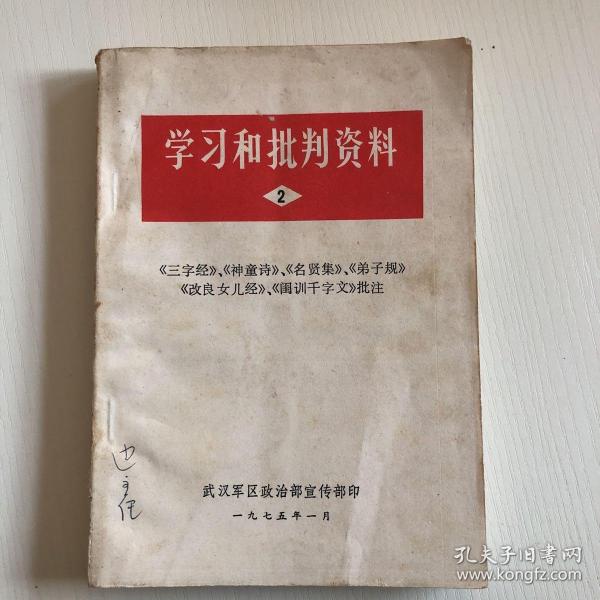 学习和批判资料
2
《三字经》、《神童诗》、《名贤集》、《弟子规》
《改良女儿经》、《闺训千字文》批注
边主任
武汉军区政治部宣传部印
一九七五年一月
孔夫子旧书网
www.kongfz.com